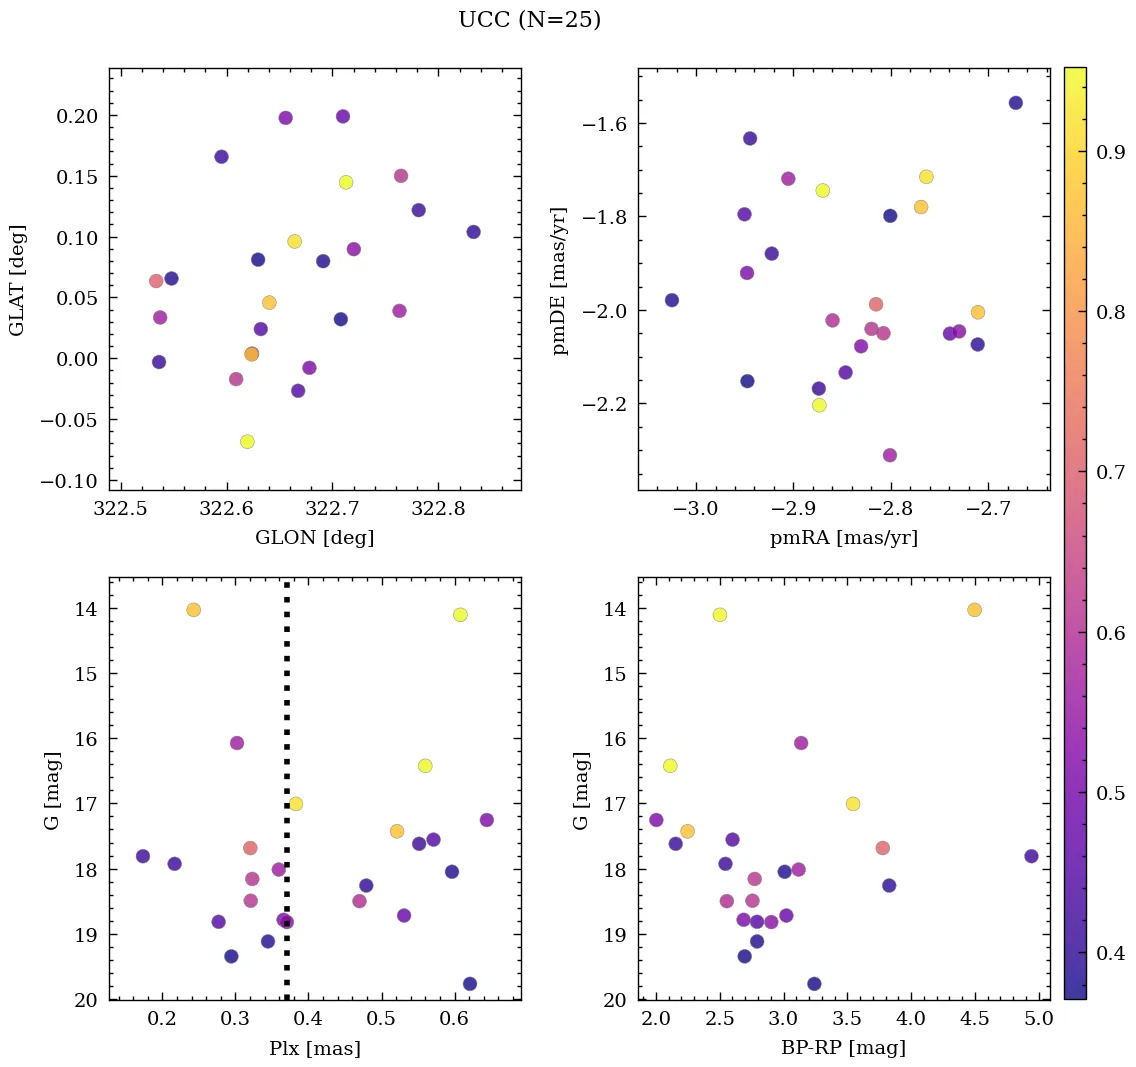 UCC (N=25)
0.20
0.15
0.10
0.05
0.00
−0.05
−0.10
GLAT [deg]
322.5 322.6 322.7 322.8
GLON [deg]
−1.6
−1.8
−2.0
−2.2
pmDE [mas/yr]
−3.0 −2.9 −2.8 −2.7
pmRA [mas/yr]
14
15
16
17
18
19
20
G [mag]
0.2 0.3 0.4 0.5 0.6
Plx [mas]
14
15
16
17
18
19
20
G [mag]
2.0 2.5 3.0 3.5 4.0 4.5 5.0
BP-RP [mag]
0.9
0.8
0.7
0.6
0.5
0.4